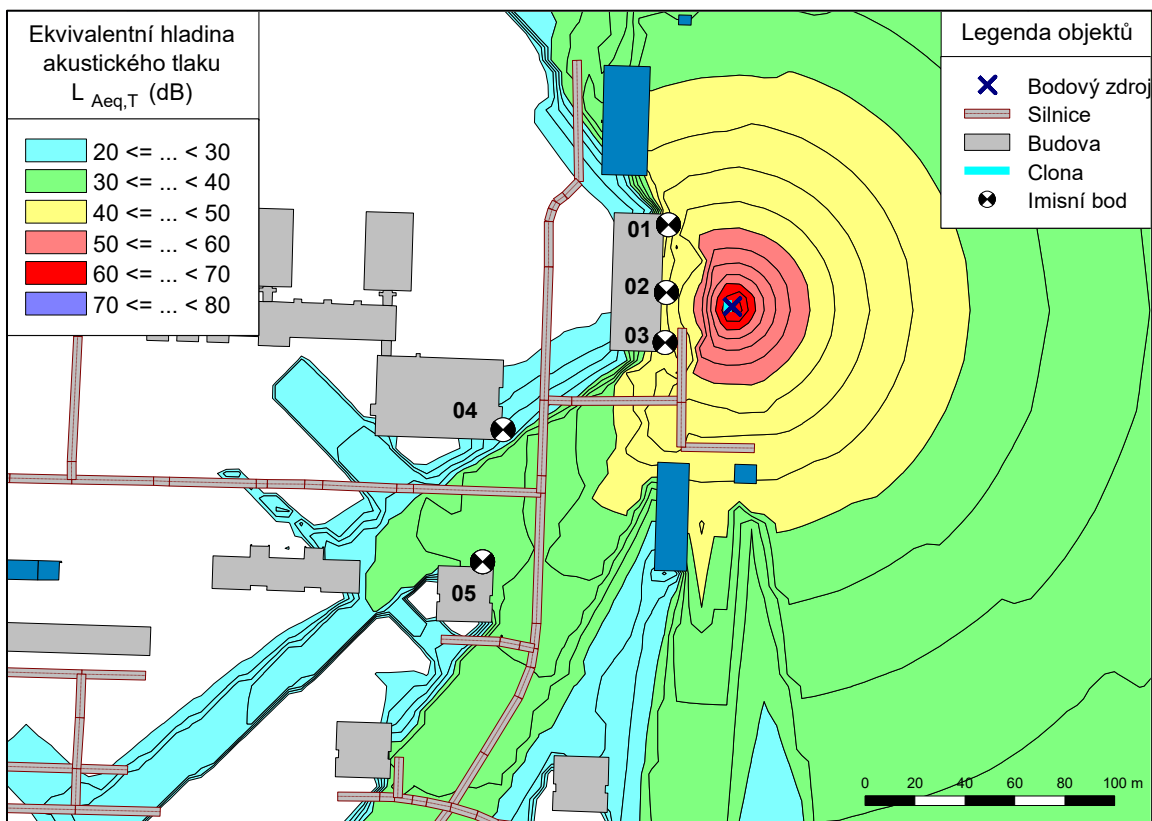 Ekvivalentní hladina
akustického tlaku
L Aeq,T (dB)
20 <= ... < 30
30 <= ... < 40
40 <= ... < 50
50 <= ... < 60
60 <= ... < 70
70 <= ... < 80
Legenda objektů
Bodový zdroj
Silnice
Budova
Clona
Imisní bod
01
02
03
04
05
0 20 40 60 80 100 m